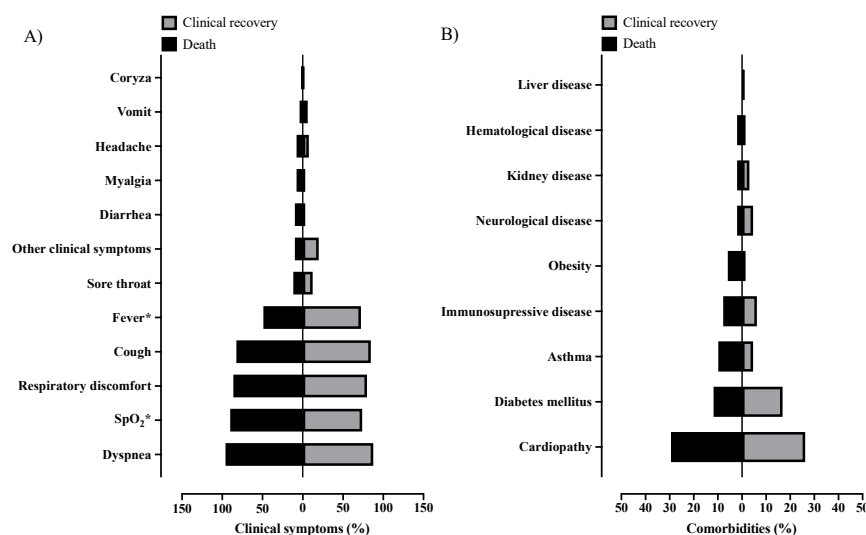 A)
Clinical recovery
Death
Coryza
Vomit
Headache
Myalgia
Diarrhea
Other clinical symptoms
Sore throat
Fever*
Cough
Respiratory discomfort
SpO₂*
Dyspnea
150 100 50 0 50 100 150
Clinical symptoms (%)
B)
Clinical recovery
Death
Liver disease
Hematological disease
Kidney disease
Neurological disease
Obesity
Immunosupressive disease
Asthma
Diabetes mellitus
Cardiopathy
50 40 30 20 10 0 10 20 30 40 50
Comorbidities (%)